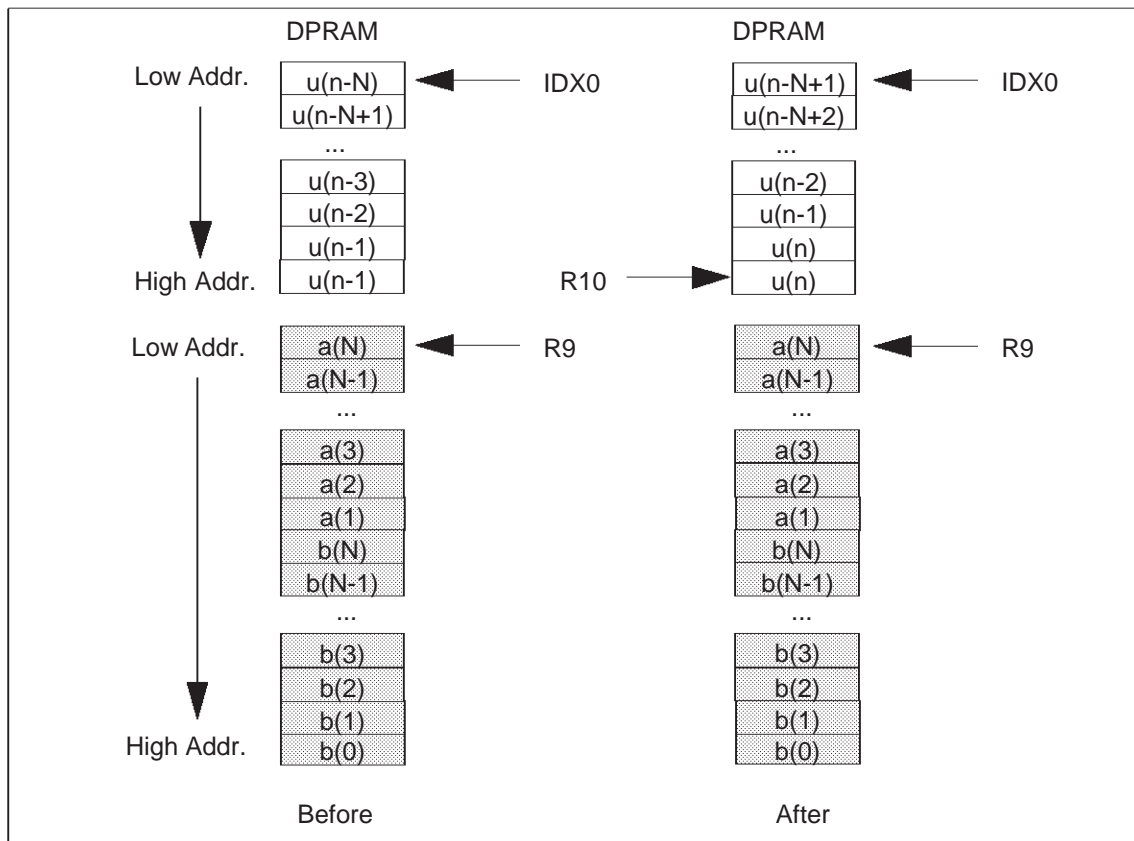 DPRAM DPRAM
Low Addr. u(n-N) IDX0 u(n-N+1) IDX0
u(n-N+1) u(n-N+2)
... ...
u(n-3) u(n-2)
u(n-2) u(n-1)
u(n-1) u(n)
High Addr. u(n-1) R10 u(n)
Low Addr. a(N) R9 a(N) R9
a(N-1) a(N-1)
... ...
a(3) a(3)
a(2) a(2)
a(1) a(1)
b(N) b(N)
b(N-1) b(N-1)
... ...
b(3) b(3)
b(2) b(2)
b(1) b(1)
High Addr. b(0) b(0)
Before After